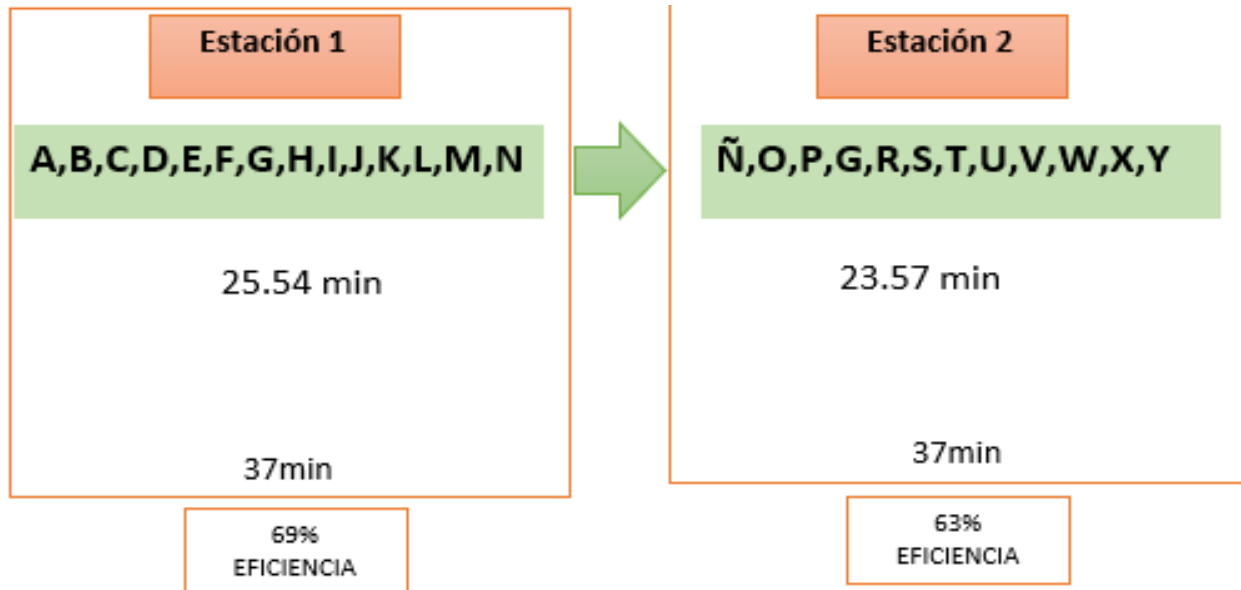 Estación 1
A,B,C,D,E,F,G,H,I,J,K,L,M,N
25.54 min
37min
69%
EFICIENCIA
Estación 2
Ñ,O,P,G,R,S,T,U,V,W,X,Y
23.57 min
37min
63%
EFICIENCIA